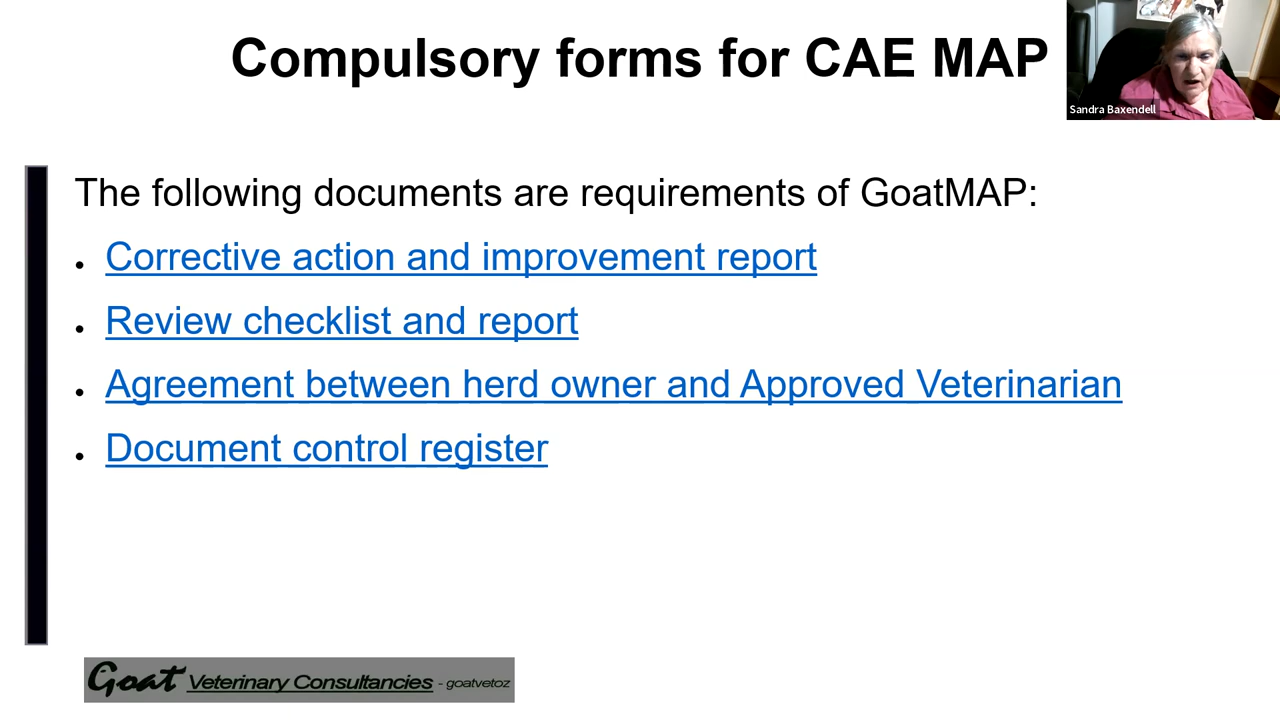 Compulsory forms for CAE MAP
Sandra Baxendell
The following documents are requirements of GoatMAP:
• Corrective action and improvement report
• Review checklist and report
• Agreement between herd owner and Approved Veterinarian
• Document control register
Goat Veterinary Consultancies - goatvetoz